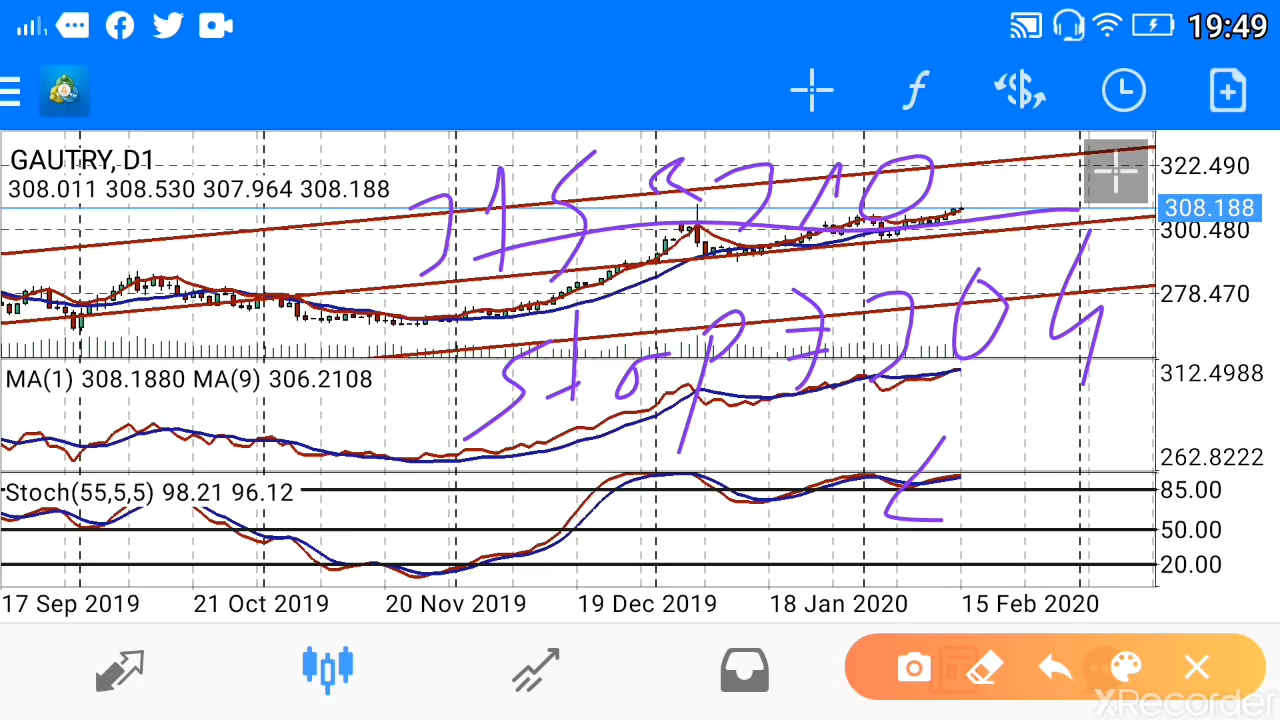 19:49
GAUTRY, D1
308.011 308.530 307.964 308.188
322.490
308.188
300.480
278.470
stop
MA(1) 308.1880 MA(9) 306.2108
312.4988
262.8222
Stoch(55,5,5) 98.21 96.12
85.00
50.00
20.00
17 Sep 2019 21 Oct 2019 20 Nov 2019 19 Dec 2019 18 Jan 2020 15 Feb 2020
XRecorder